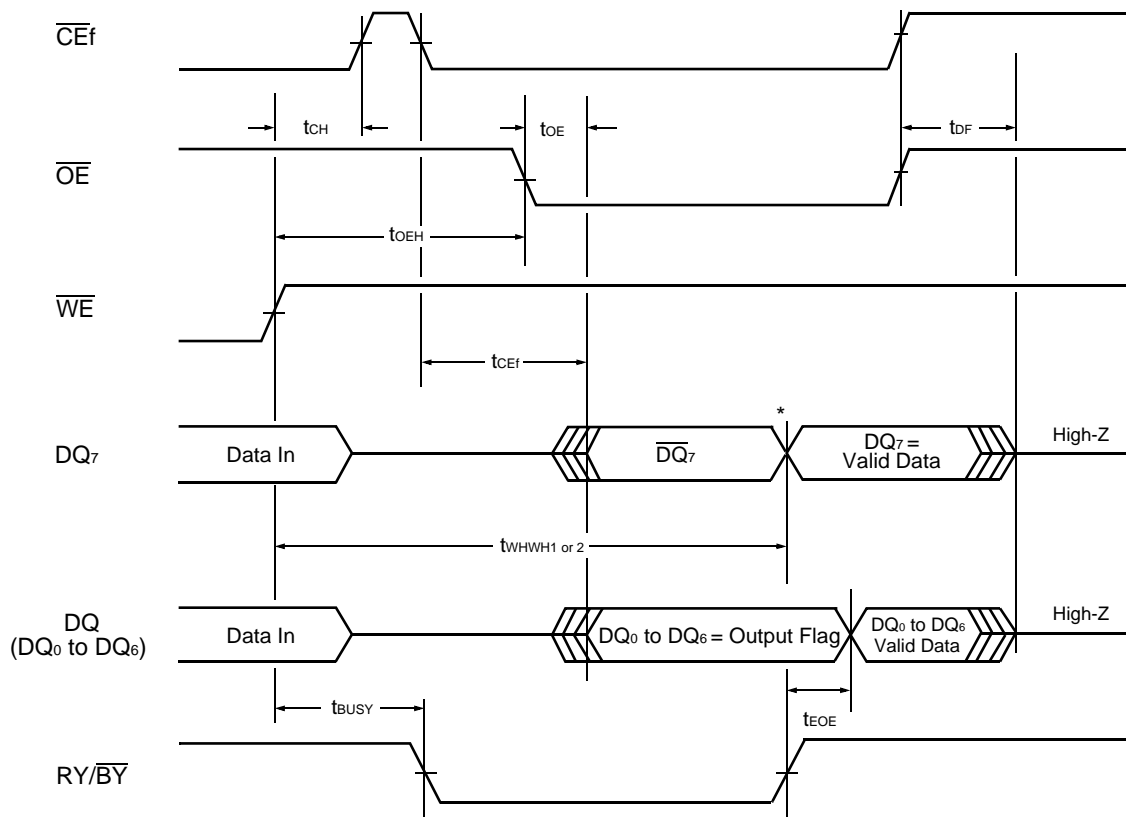 CEf
tCH
tOE
tDF
OE
tOEH
WE
tCEf
*
DQ7
Data In
DQ7
DQ7 =
Valid Data
High-Z
tWHWH1 or 2
DQ
(DQ0 to DQ6)
Data In
DQ0 to DQ6 = Output Flag
DQ0 to DQ6
Valid Data
High-Z
tBUSY
tEOE
RY/BY